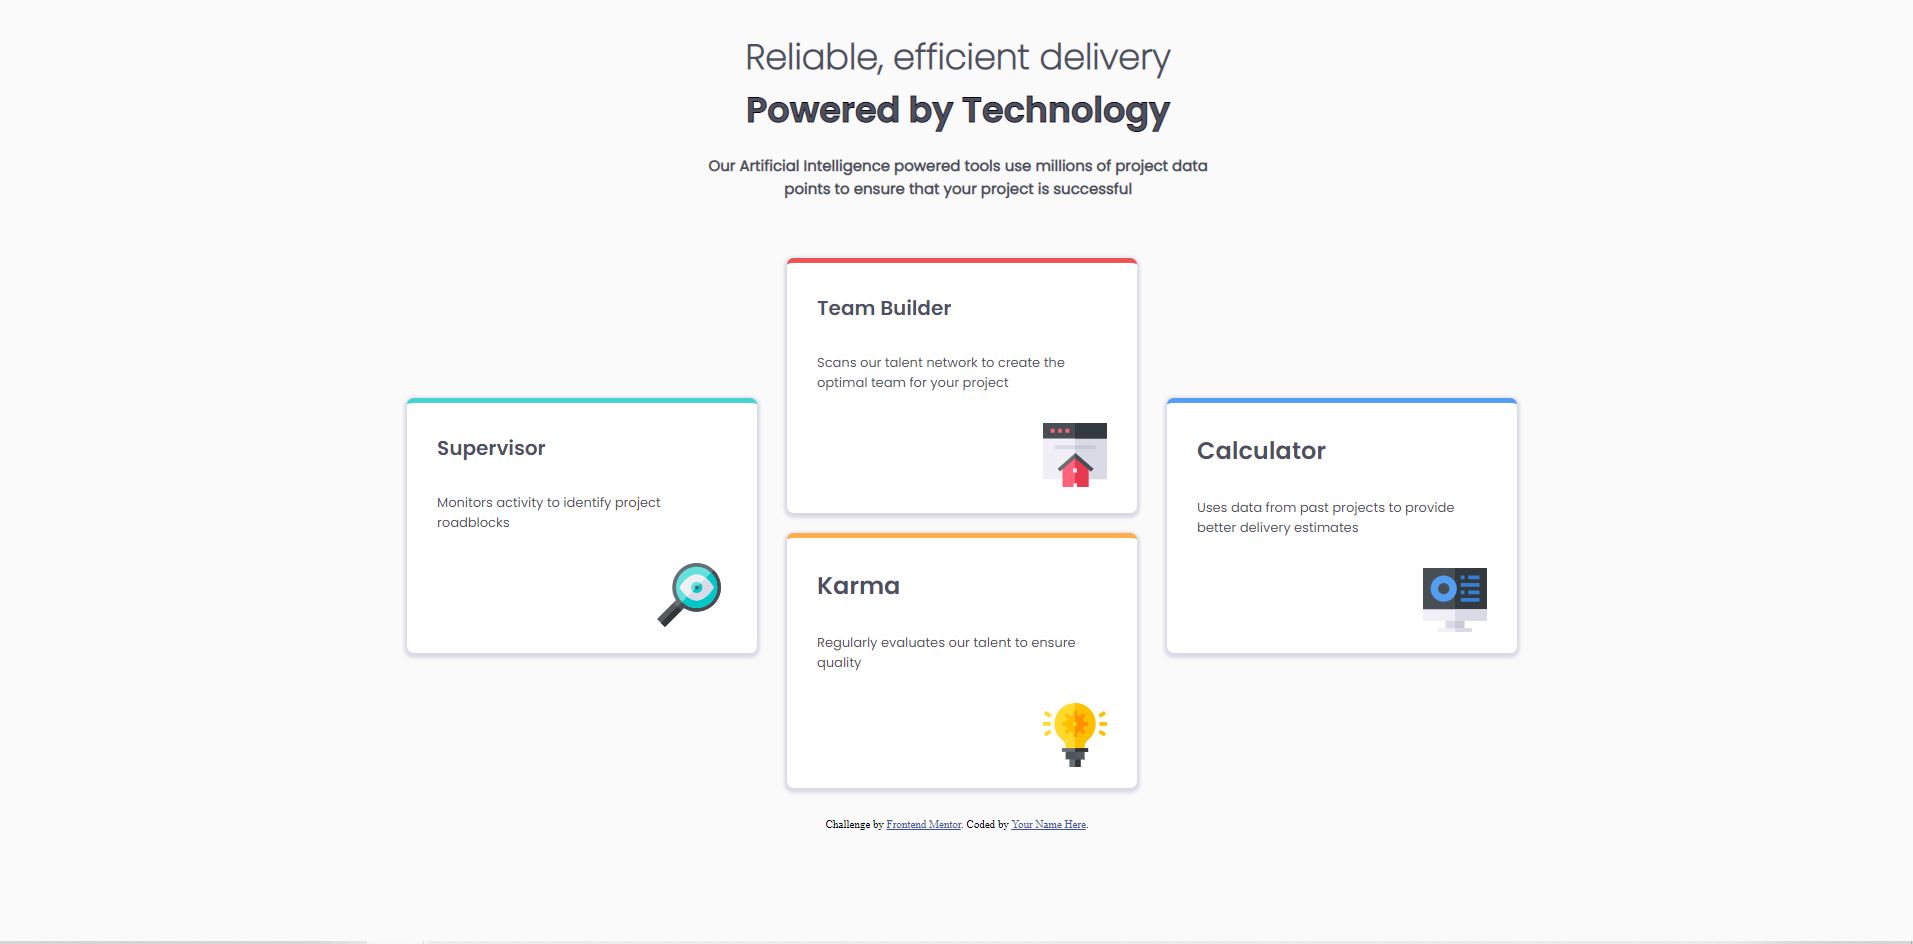 Reliable, efficient delivery
Powered by Technology
Our Artificial Intelligence powered tools use millions of project data
points to ensure that your project is successful
Supervisor
Monitors activity to identify project
roadblocks
Team Builder
Scans our talent network to create the
optimal team for your project
Karma
Regularly evaluates our talent to ensure
quality
Calculator
Uses data from past projects to provide
better delivery estimates
Challenge by Frontend Mentor. Coded by Your Name Here.